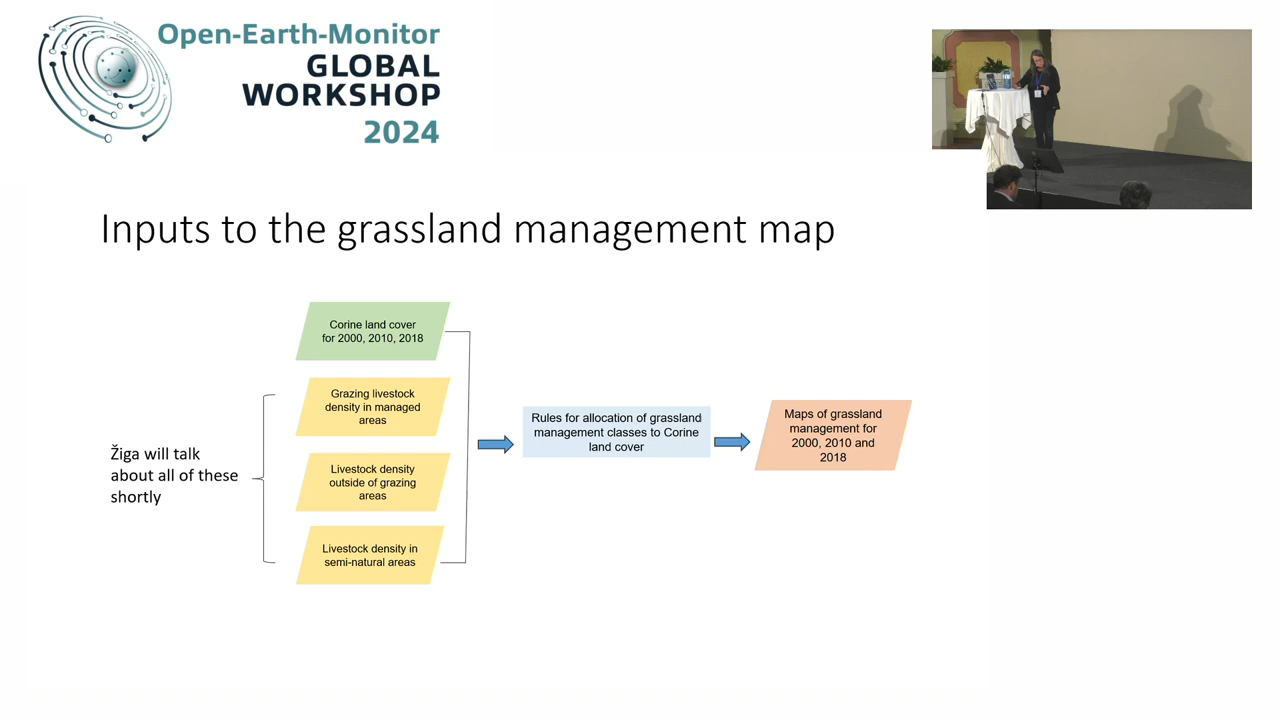 Open-Earth-Monitor
GLOBAL
WORKSHOP
2024
Inputs to the grassland management map
Corine land cover
for 2000, 2010, 2018
Grazing livestock
density in managed
areas
Livestock density
outside of grazing
areas
Livestock density in
semi-natural areas
Žiga will talk
about all of these
shortly
Rules for allocation of grassland
management classes to Corine
land cover
Maps of grassland
management for
2000, 2010 and
2018